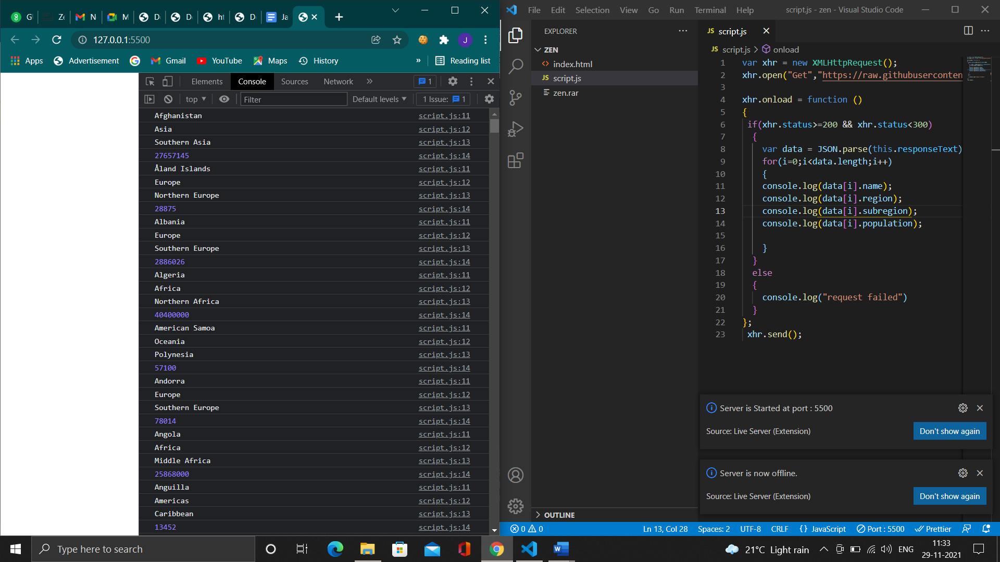 G
Ze
N
M
D
D
ht
D
Ja
127.0.0.1:5500
J
Apps
Advertisement
Gmail
YouTube
Maps
History
»
Reading list
Elements
Console
Sources
Network
»
1
top
Filter
Default levels
1 Issue: 1
Afghanistan script.js:11
Asia script.js:12
Southern Asia script.js:13
27657145 script.js:14
Åland Islands script.js:11
Europe script.js:12
Northern Europe script.js:13
28875 script.js:14
Albania script.js:11
Europe script.js:12
Southern Europe script.js:13
2886026 script.js:14
Algeria script.js:11
Africa script.js:12
Northern Africa script.js:13
40400000 script.js:14
American Samoa script.js:11
Oceania script.js:12
Polynesia script.js:13
57100 script.js:14
Andorra script.js:11
Europe script.js:12
Southern Europe script.js:13
78014 script.js:14
Angola script.js:11
Africa script.js:12
Middle Africa script.js:13
25868000 script.js:14
Anguilla script.js:11
Americas script.js:12
Caribbean script.js:13
13452 script.js:14
File Edit Selection View Go Run Terminal Help
script.js - zen - Visual Studio Code
EXPLORER
ZEN
index.html
JS script.js
zen.rar
OUTLINE
JS script.js
JS script.js > onload
1 var xhr = new XMLHttpRequest();
2 xhr.open("Get","https://raw.githubuserconten
3
4 xhr.onload = function ()
5 {
6 if(xhr.status>=200 && xhr.status<300)
7 {
8 var data = JSON.parse(this.responseText)
9 for(i=0;i<data.length;i++)
10 {
11 console.log(data[i].name);
12 console.log(data[i].region);
13 console.log(data[i].subregion);
14 console.log(data[i].population);
15
16 }
17 }
18 else
19 {
20 console.log("request failed")
21 }
22 };
23 xhr.send();
Server is Started at port : 5500
Source: Live Server (Extension)
Don't show again
Server is now offline.
Source: Live Server (Extension)
Don't show again
0 0
Ln 13, Col 28
Spaces: 2
UTF-8
CRLF
{} JavaScript
Port : 5500
Prettier
Type here to search
21°C Light rain
ENG
11:33
29-11-2021